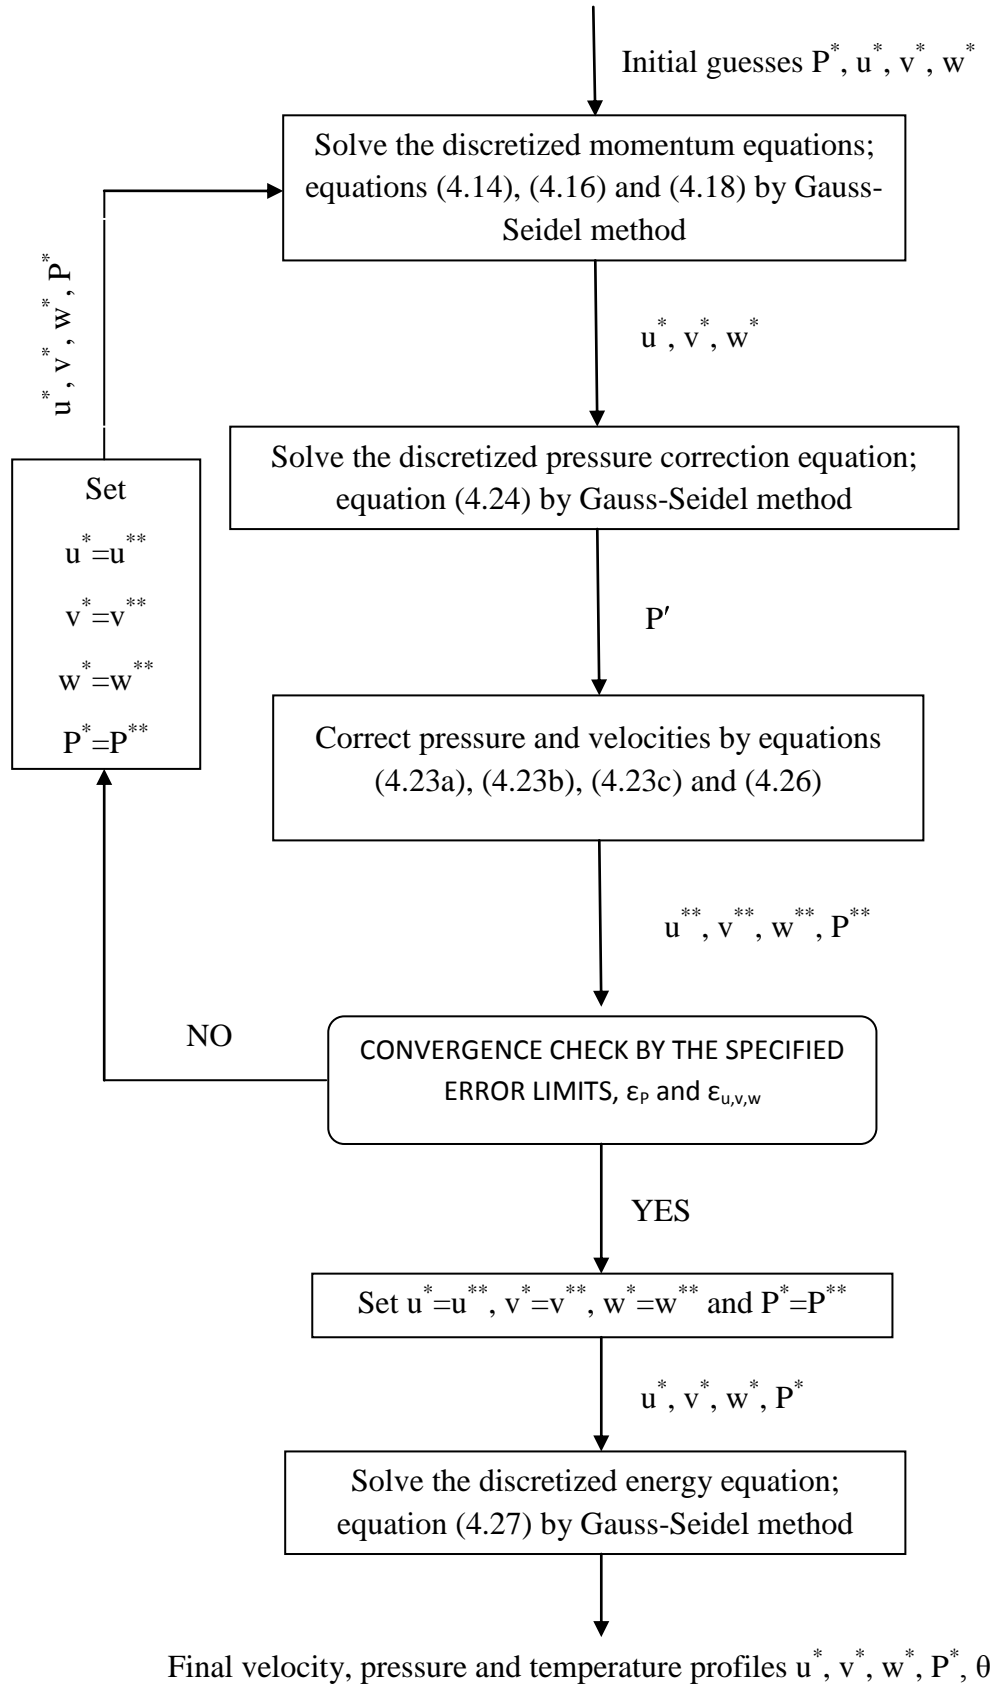 Initial guesses P*, u*, v*, w*
Solve the discretized momentum equations;
equations (4.14), (4.16) and (4.18) by Gauss-
Seidel method
u*, v*, w*, P*
u*, v*, w*
Solve the discretized pressure correction equation;
equation (4.24) by Gauss-Seidel method
Set
u*=u**
v*=v**
w*=w**
P*=P**
P′
Correct pressure and velocities by equations
(4.23a), (4.23b), (4.23c) and (4.26)
u**, v**, w**, P**
NO
CONVERGENCE CHECK BY THE SPECIFIED
ERROR LIMITS, εP and εu,v,w
YES
Set u*=u**, v*=v**, w*=w** and P*=P**
u*, v*, w*, P*
Solve the discretized energy equation;
equation (4.27) by Gauss-Seidel method
Final velocity, pressure and temperature profiles u*, v*, w*, P*, θ